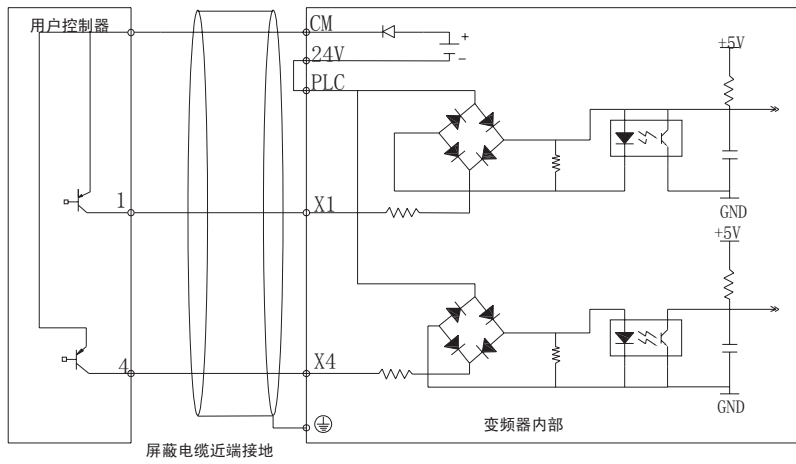 用户控制器
CM
+
24V
−
PLC
+5V
1
X1
GND
+5V
4
X4
GND
变频器内部
屏蔽电缆近端接地